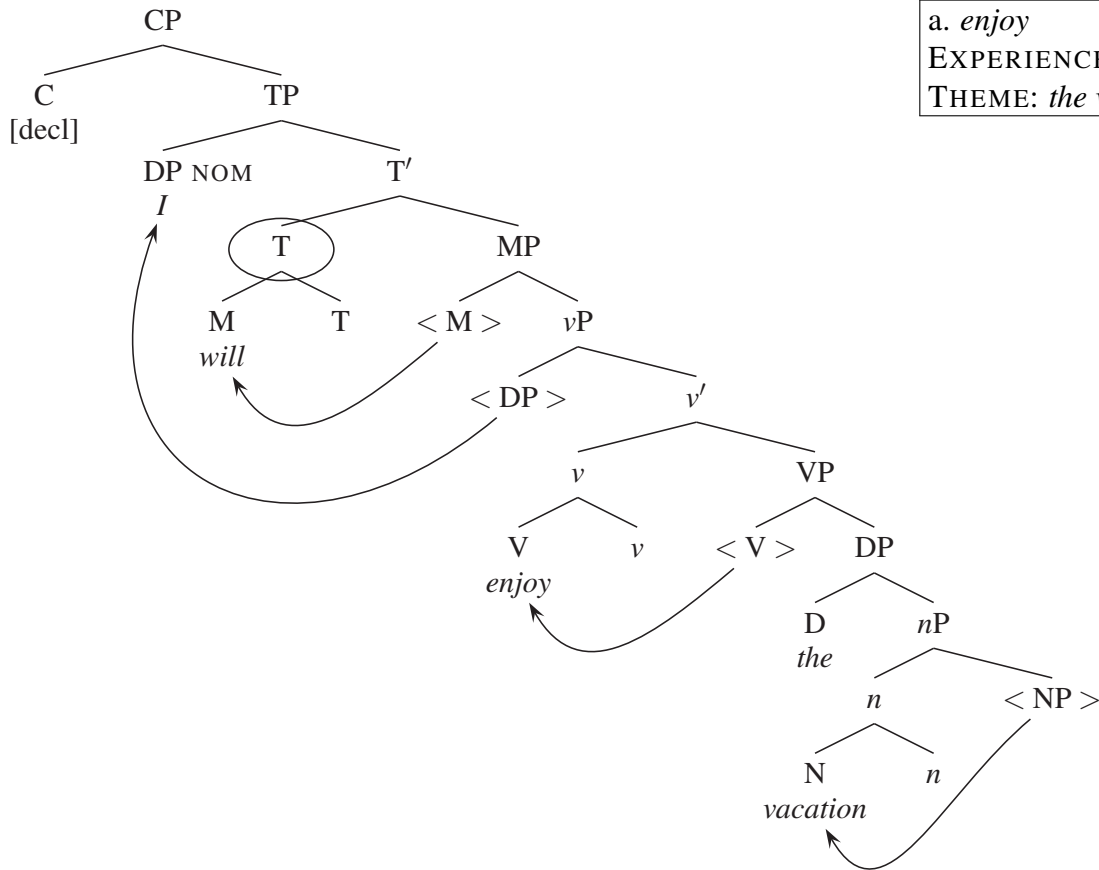 CP
a. enjoy
EXPERIENCE
THEME: the
C TP
[decl]
DP NOM T′
I
T MP
M T < M > vP
will
< DP > v′
v VP
V v < V > DP
enjoy
D nP
the
n < NP >
N n
vacation